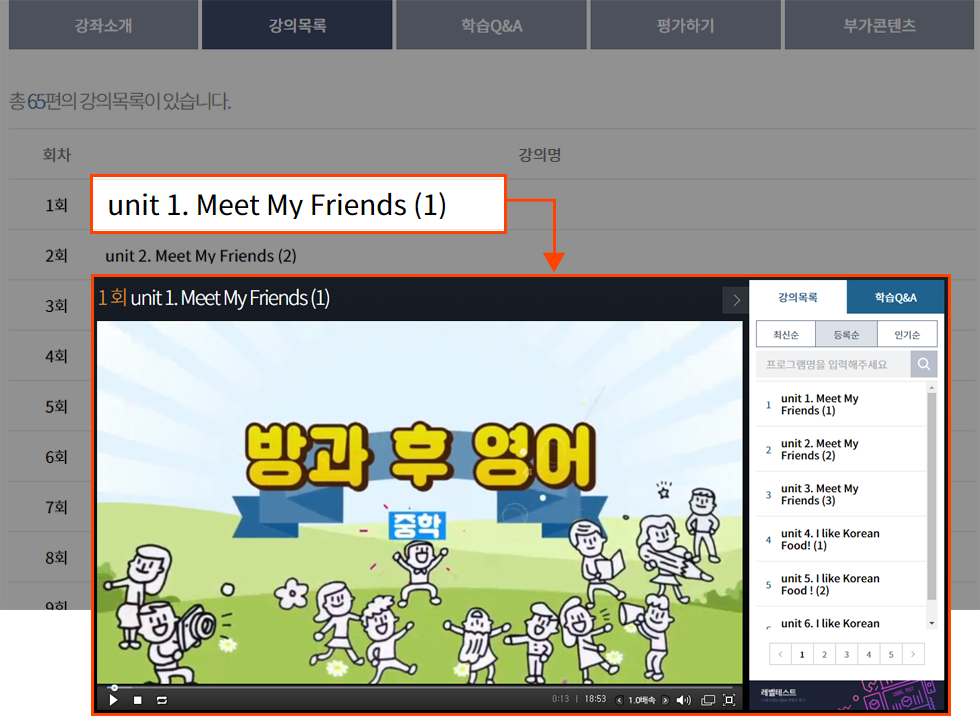 강좌소개
강의목록
학습Q&A
평가하기
부가콘텐츠
총 65편의 강의목록이 있습니다.
회차
강의명
1회
unit 1. Meet My Friends (1)
2회
unit 2. Meet My Friends (2)
3회
4회
5회
6회
7회
8회
9회
1회 unit 1. Meet My Friends (1)
방과 후 영어
중학
0:13 | 18:53
1.0배속
강의목록
학습Q&A
최신순
등록순
인기순
프로그램명을 입력해주세요
1
unit 1. Meet My
Friends (1)
2
unit 2. Meet My
Friends (2)
3
unit 3. Meet My
Friends (3)
4
unit 4. I like Korean
Food! (1)
5
unit 5. I like Korean
Food ! (2)
unit 6. I like Korean
1 2 3 4 5
레벨테스트